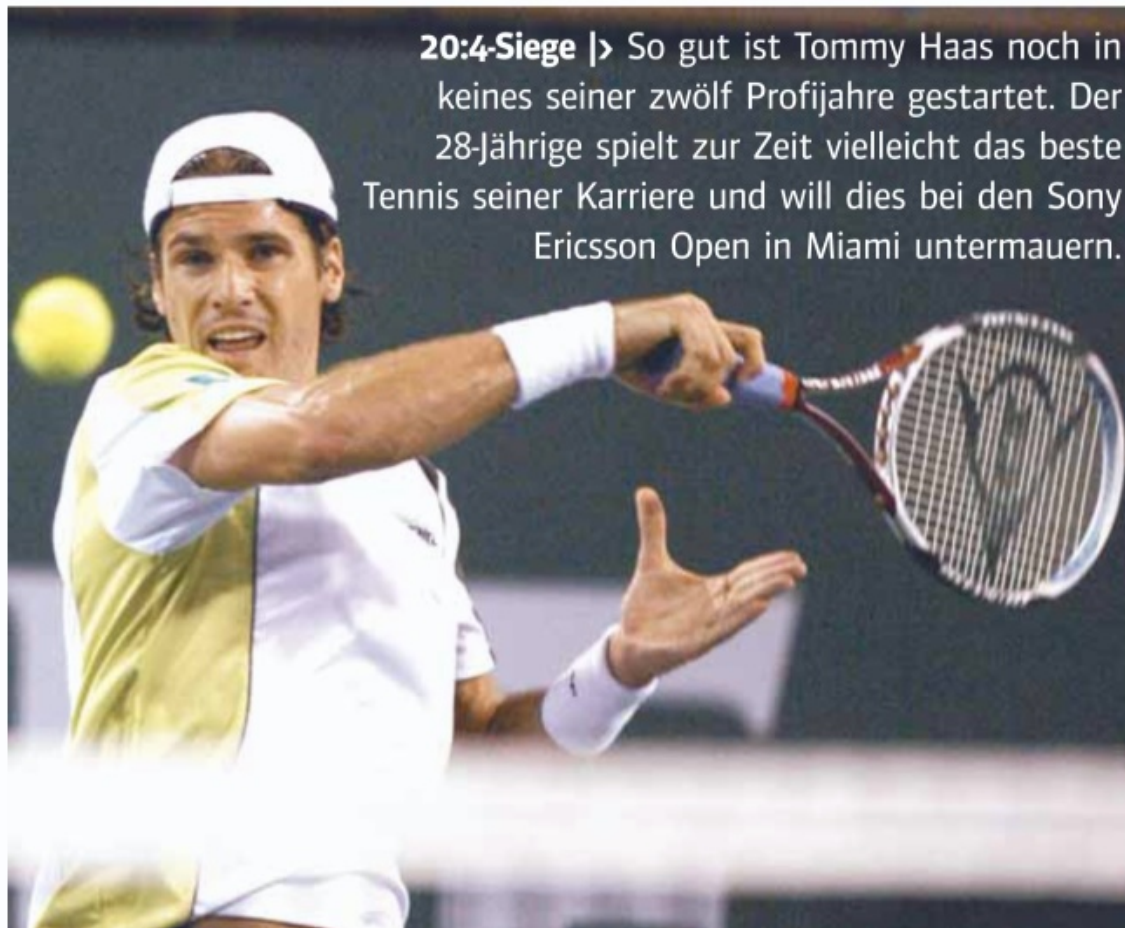 20:4-Siege |> So gut ist Tommy Haas noch in
keines seiner zwölf Profijahre gestartet. Der
28-Jährige spielt zur Zeit vielleicht das beste
Tennis seiner Karriere und will dies bei den Sony
Ericsson Open in Miami untermauern.